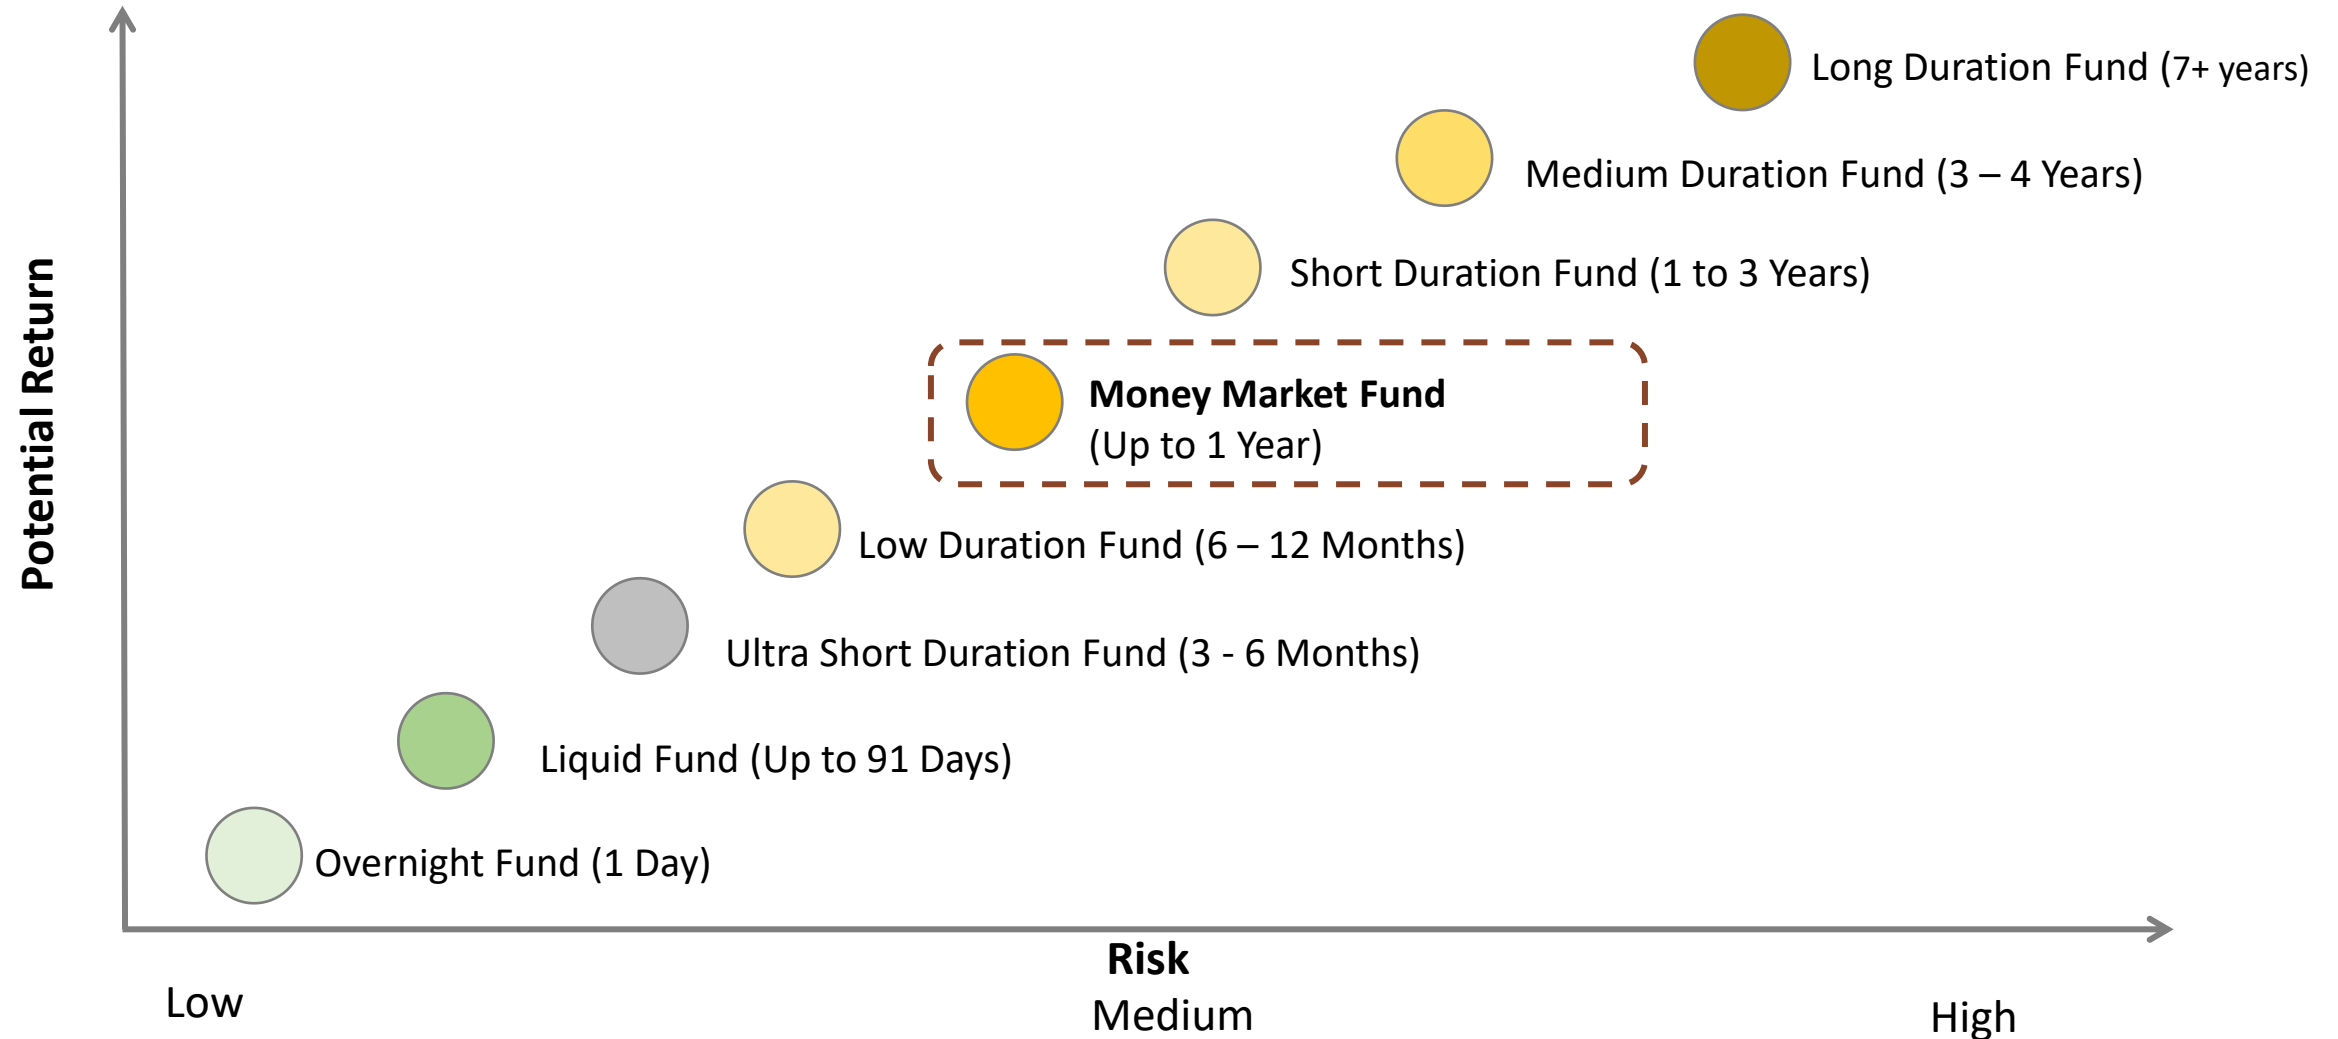 Long Duration Fund (7+ years)
Medium Duration Fund (3 – 4 Years)
Short Duration Fund (1 to 3 Years)
Money Market Fund
(Up to 1 Year)
Low Duration Fund (6 – 12 Months)
Ultra Short Duration Fund (3 - 6 Months)
Liquid Fund (Up to 91 Days)
Overnight Fund (1 Day)
Potential Return
Risk
Low
Medium
High